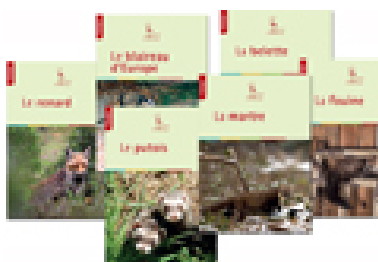 Le blaireau
d'Europe
La belette
Le renard
La martre
La fouine
Le putois